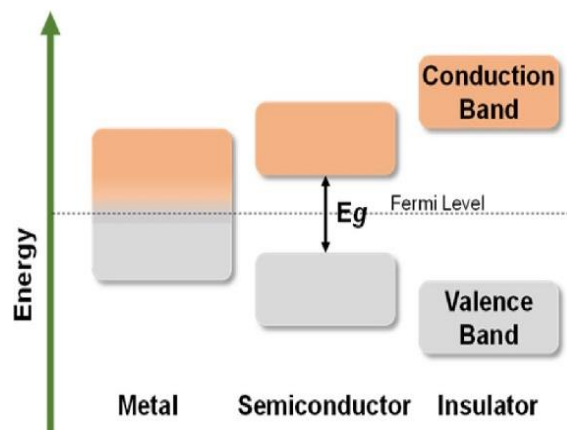 Conduction
Band
Eg
Fermi Level
Energy
Valence
Band
Metal
Semiconductor
Insulator